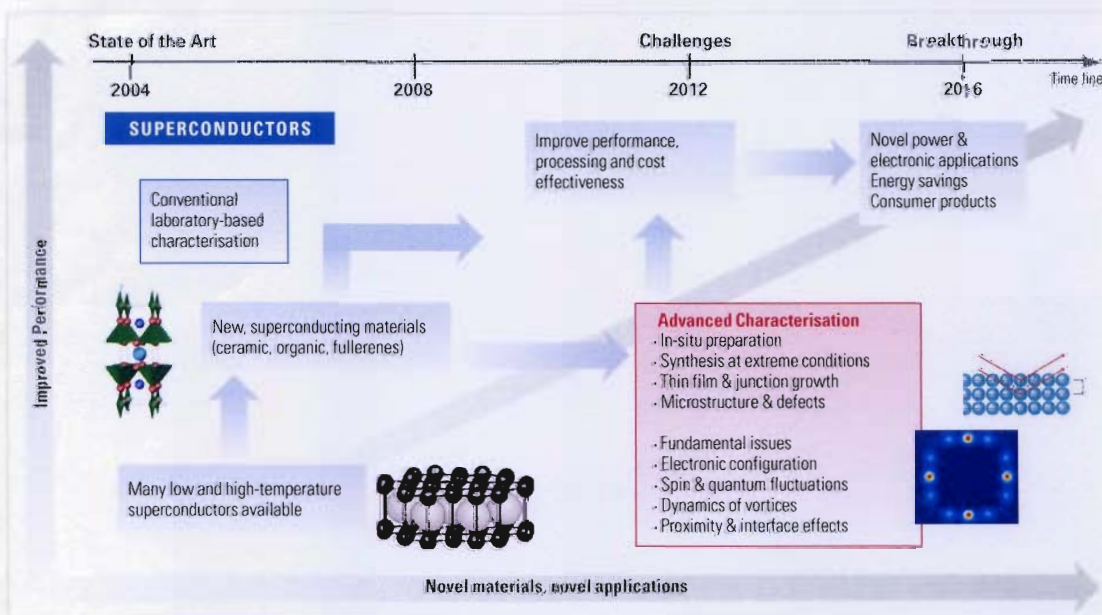 State of the Art
Challenges
Breakthrough
2004
2008
2012
2016
Time line
SUPERCONDUCTORS
Conventional
laboratory-based
characterisation
Improve performance,
processing and cost
effectiveness
Novel power &
electronic applications
Energy savings
Consumer products
New, superconducting materials
(ceramic, organic, fullerenes)
Advanced Characterisation
· In-situ preparation
· Synthesis at extreme conditions
· Thin film & junction growth
· Microstructure & defects
· Fundamental issues
· Electronic configuration
· Spin & quantum fluctuations
· Dynamics of vortices
· Proximity & interface effects
Many low and high-temperature
superconductors available
Improved Performance
Novel materials, novel applications